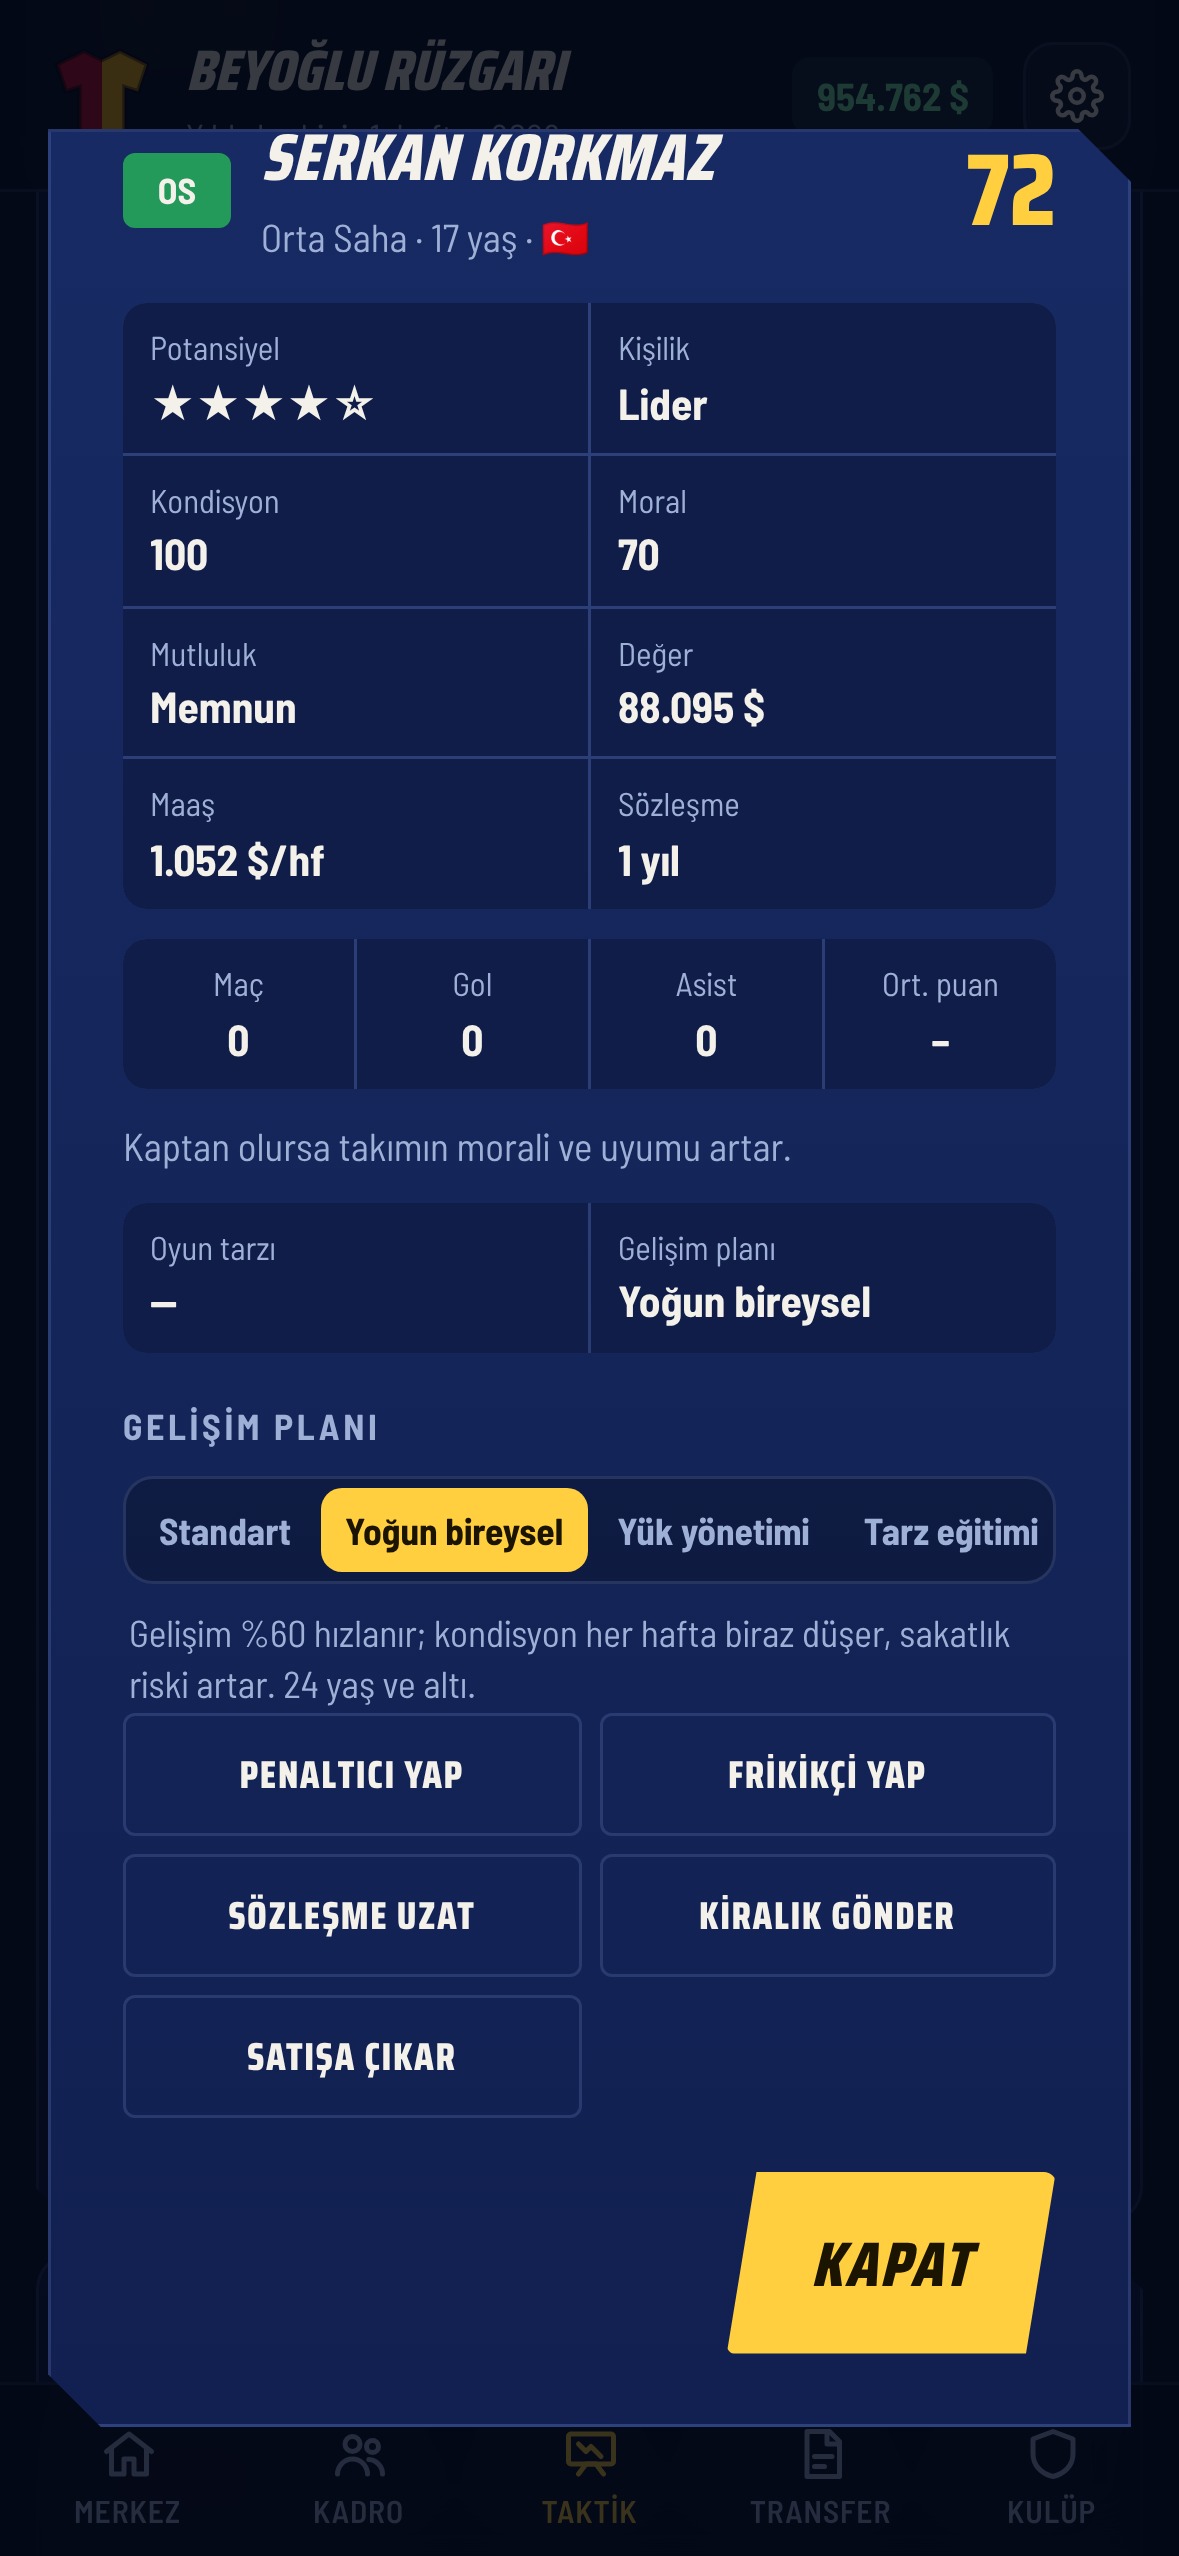 BEYOĞLU RÜZGARI
954.762 $
OS
SERKAN KORKMAZ
72
Orta Saha · 17 yaş · 🇹🇷
Potansiyel
★★★★☆
Kişilik
Lider
Kondisyon
100
Moral
70
Mutluluk
Memnun
Değer
88.095 $
Maaş
1.052 $/hf
Sözleşme
1 yıl
Maç
0
Gol
0
Asist
0
Ort. puan
–
Kaptan olursa takımın morali ve uyumu artar.
Oyun tarzı
—
Gelişim planı
Yoğun bireysel
GELİŞİM PLANI
Standart
Yoğun bireysel
Yük yönetimi
Tarz eğitimi
Gelişim %60 hızlanır; kondisyon her hafta biraz düşer, sakatlık
riski artar. 24 yaş ve altı.
PENALTICI YAP
FRİKİKÇİ YAP
SÖZLEŞME UZAT
KİRALIK GÖNDER
SATIŞA ÇIKAR
KAPAT
MERKEZ
KADRO
TAKTİK
TRANSFER
KULÜP